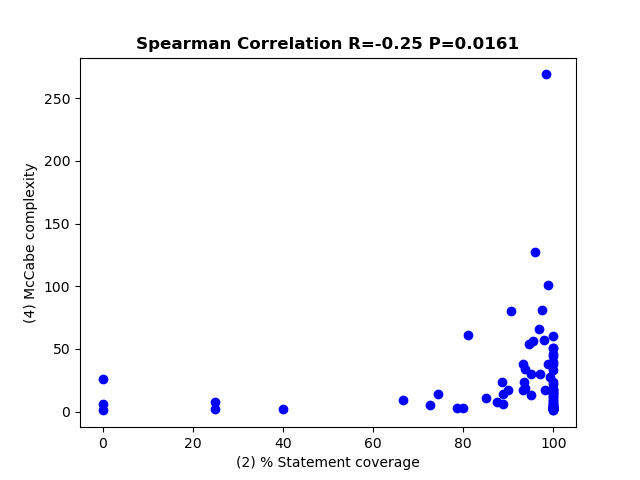 Spearman Correlation R=-0.25 P=0.0161
250
200
150
100
50
0
(4) McCabe complexity
0 20 40 60 80 100
(2) % Statement coverage